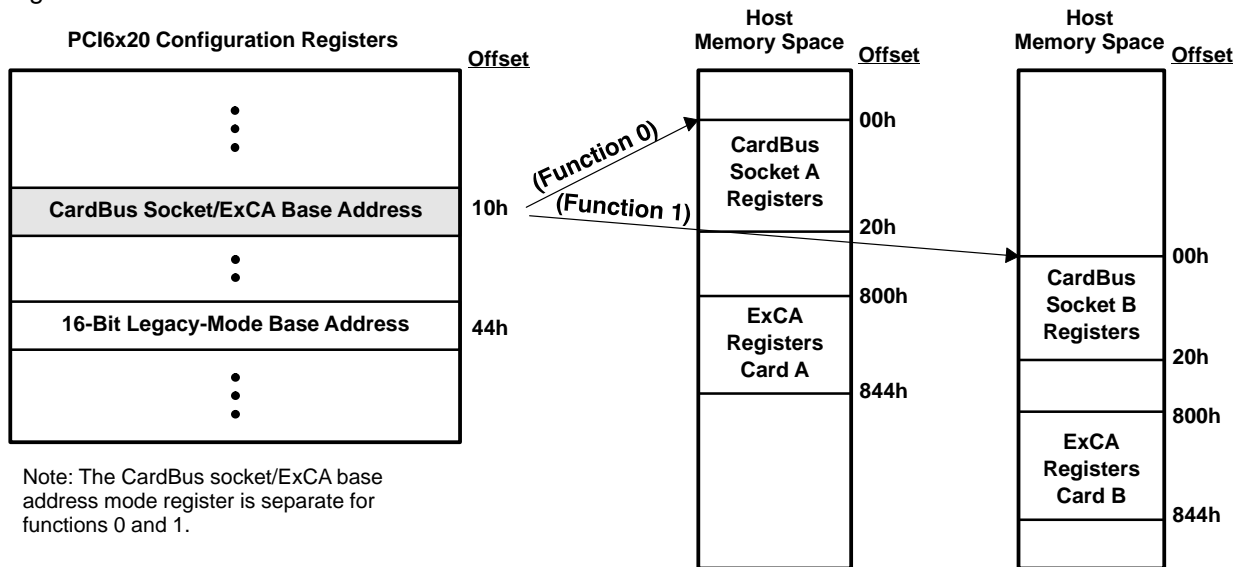 PCI6x20 Configuration Registers
Offset
CardBus Socket/ExCA Base Address
10h
16-Bit Legacy-Mode Base Address
44h
Note: The CardBus socket/ExCA base
address mode register is separate for
functions 0 and 1.
(Function 0)
(Function 1)
Host
Memory Space
Offset
00h
CardBus
Socket A
Registers
20h
800h
ExCA
Registers
Card A
844h
Host
Memory Space
Offset
00h
CardBus
Socket B
Registers
20h
800h
ExCA
Registers
Card B
844h